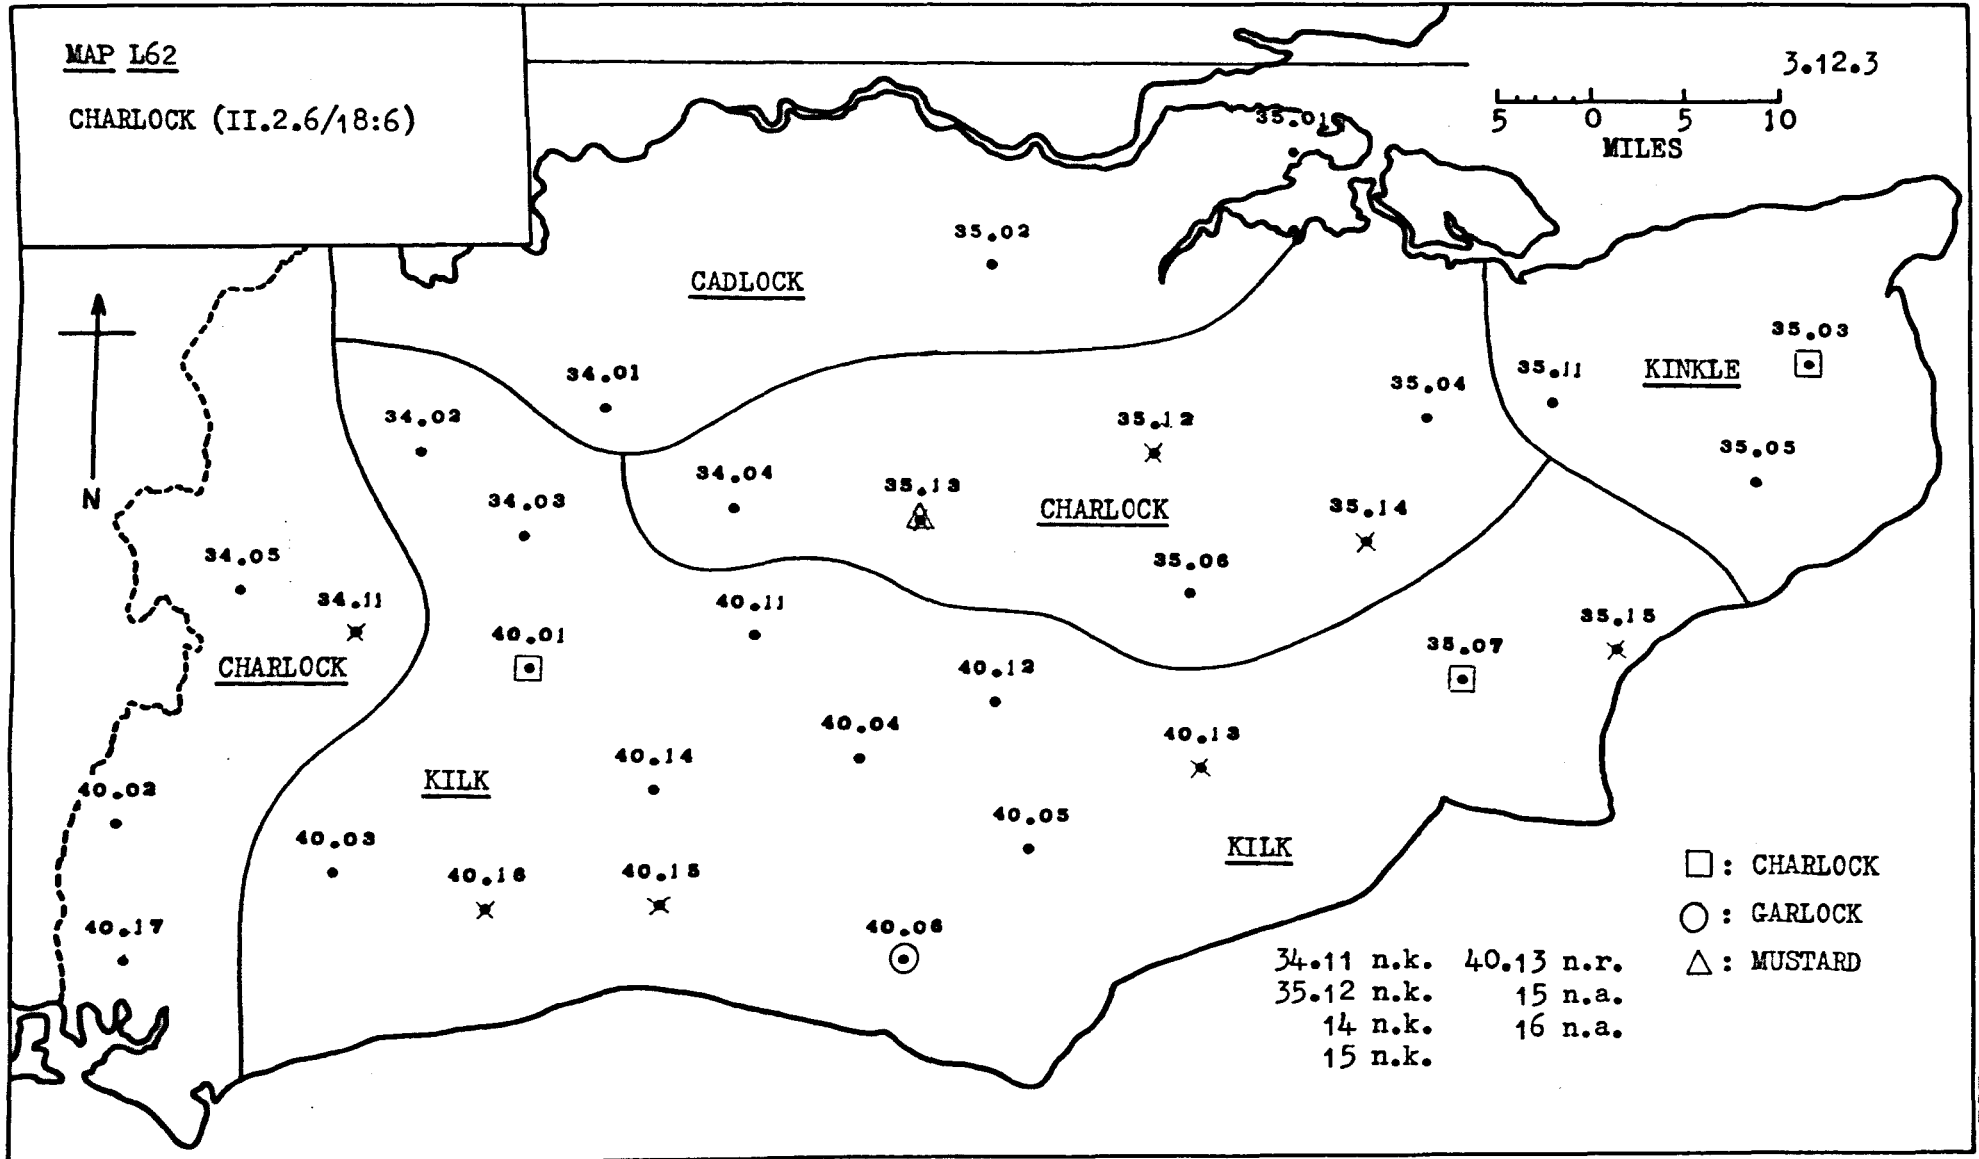 MAP L62
CHARLOCK (II.2.6/18:6)
3.12.3
5 0 5 10
MILES
35.01
35.02
CADLOCK
35.03
34.01
35.04
35.11
KINKLE
34.02
35.12
35.05
34.04
35.13
34.03
CHARLOCK
35.14
N
34.05
35.06
34.11
40.11
35.15
40.01
35.07
CHARLOCK
40.12
40.04
40.13
40.14
KILK
40.02
40.05
40.03
KILK
40.16
40.15
40.17
40.06
□: CHARLOCK
○: GARLOCK
△: MUSTARD
34.11 n.k. 40.13 n.r.
35.12 n.k. 15 n.a.
14 n.k. 16 n.a.
15 n.k.